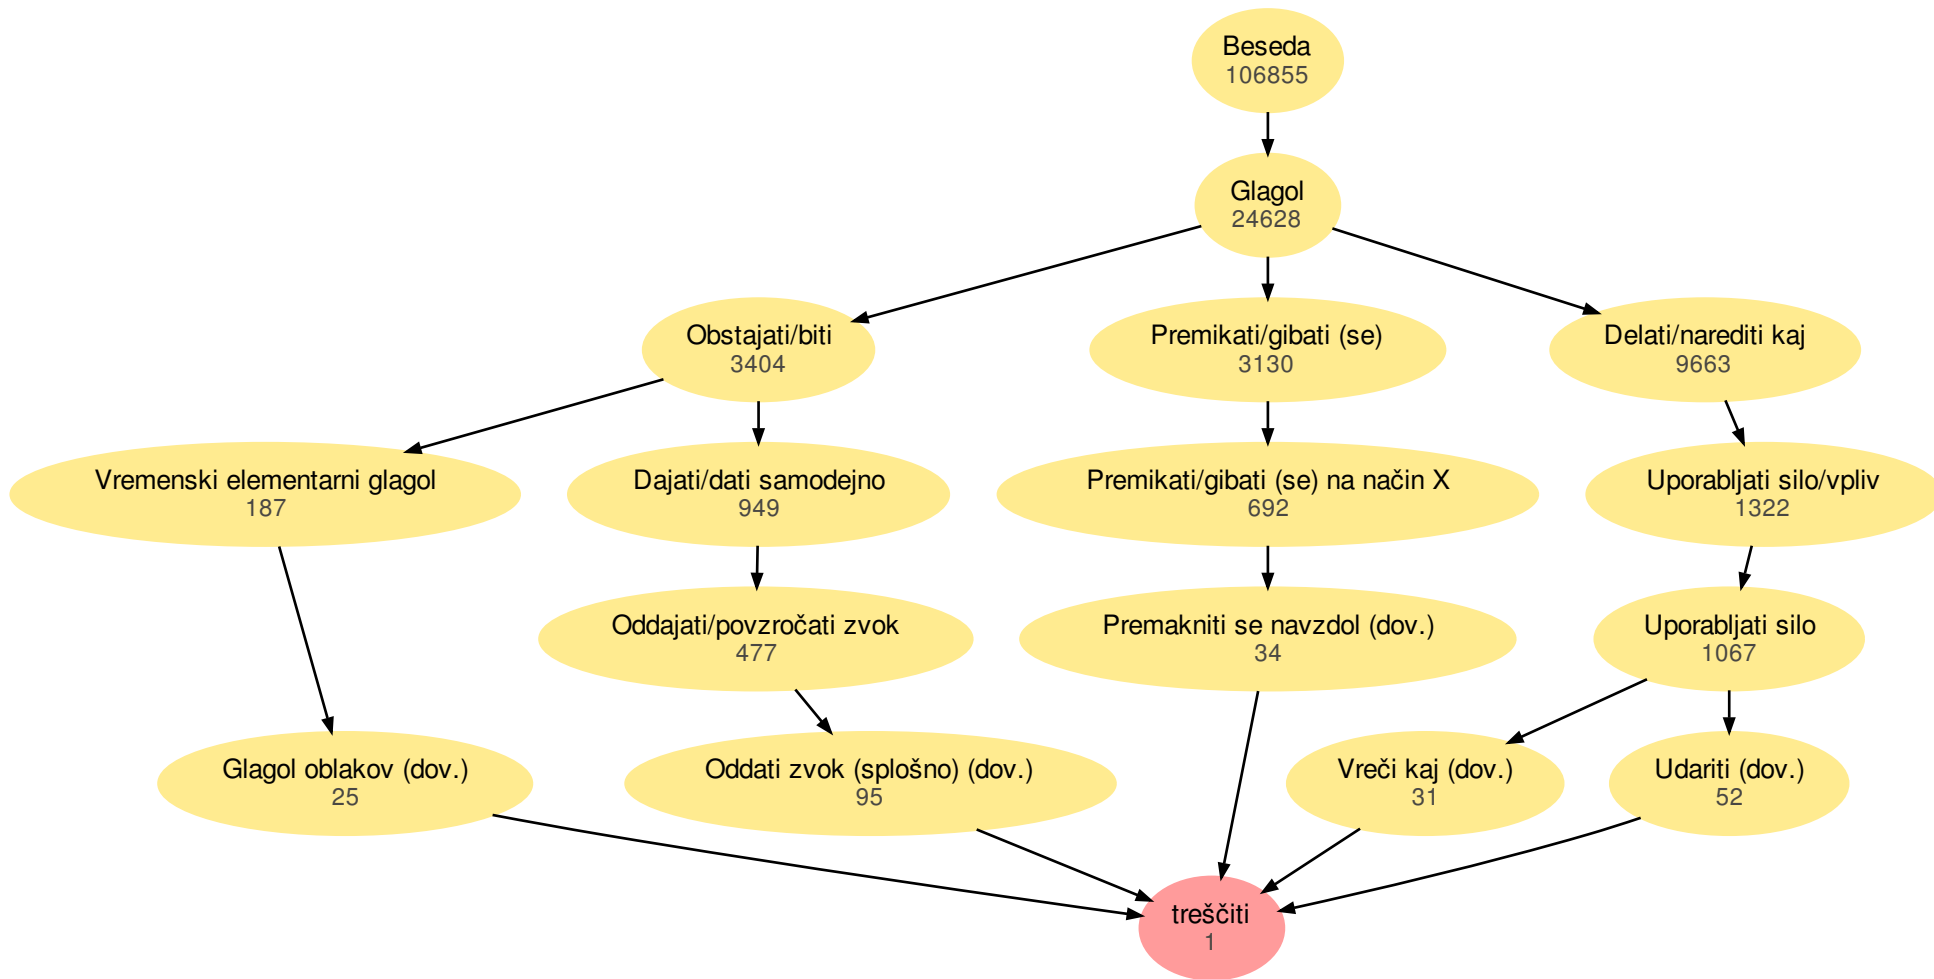 Beseda
106855
Glagol
24628
Obstajati/biti
3404
Premikati/gibati (se)
3130
Delati/narediti kaj
9663
Vremenski elementarni glagol
187
Dajati/dati samodejno
949
Premikati/gibati (se) na način X
692
Uporabljati silo/vpliv
1322
Oddajati/povzročati zvok
477
Premakniti se navzdol (dov.)
34
Uporabljati silo
1067
Glagol oblakov (dov.)
25
Oddati zvok (splošno) (dov.)
95
Vreči kaj (dov.)
31
Udariti (dov.)
52
treščiti
1